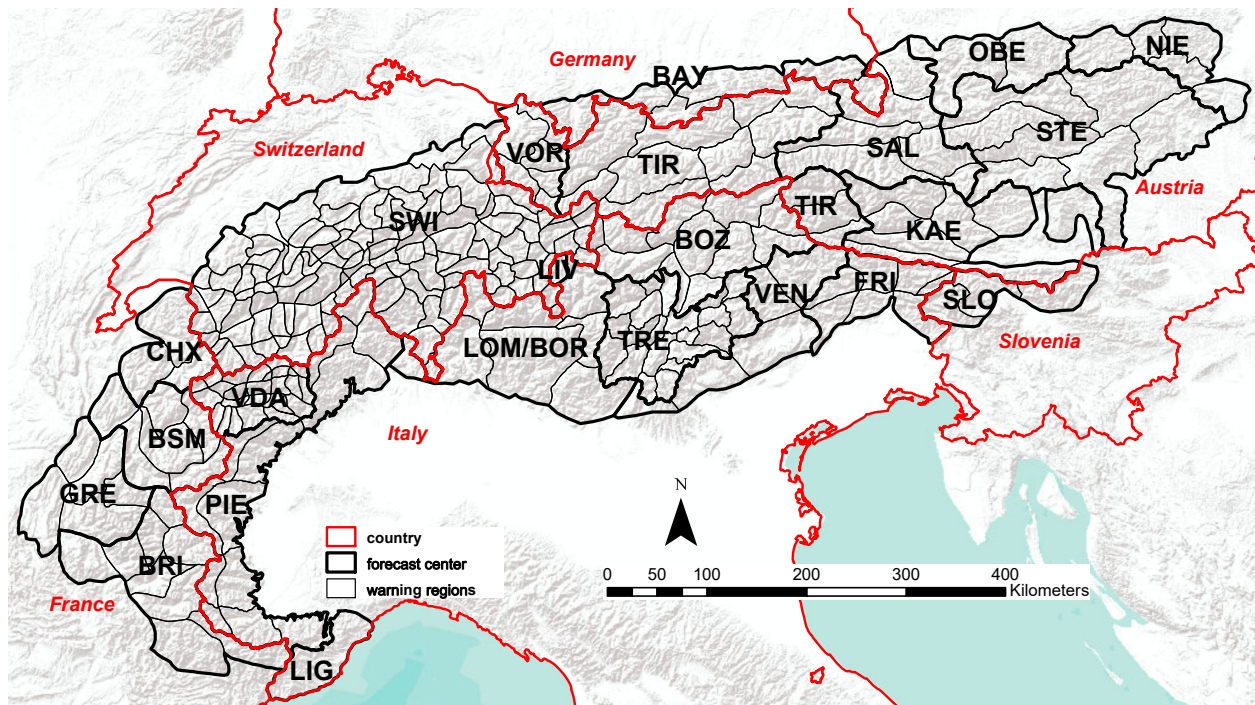 OBE
NIE
Germany
BAY
STE
Switzerland
VOR
SAL
TIR
Austria
TIR
SWI
KAE
BOZ
LIV
FRI
VEN
SLO
Slovenia
CHX
LOM/BOR
TRE
VDA
Italy
BSM
GRE
PIE
N
country
forecast center
warning regions
BRI
0 50 100 200 300 400
Kilometers
France
LIG